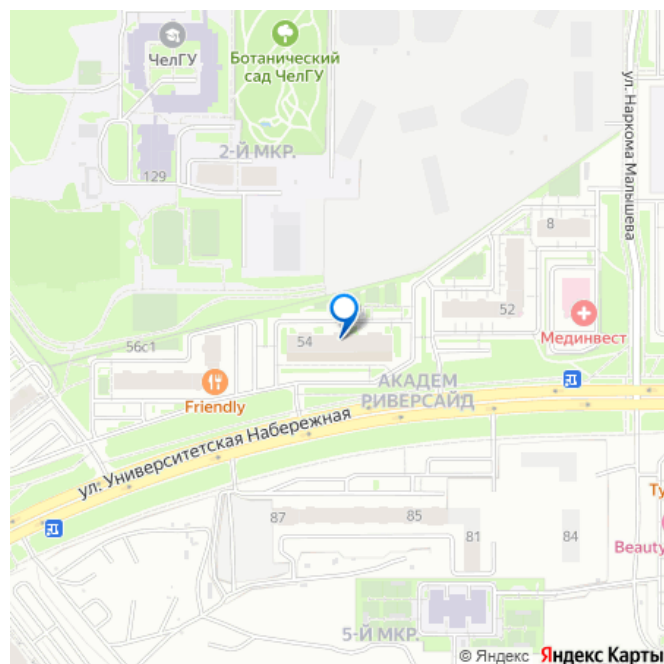 ЧелГУ
Ботанический
сад ЧелГУ
2-Й МКР.
129
ул. Наркома Малышева
8
52
Мединвест
56с1
54
Friendly
АКАДЕМ
РИВЕРСАЙД
ул. Университетская Набережная
87
85
81
84
Ту
Beauty
5-Й МКР.
© Яндекс Яндекс Карты